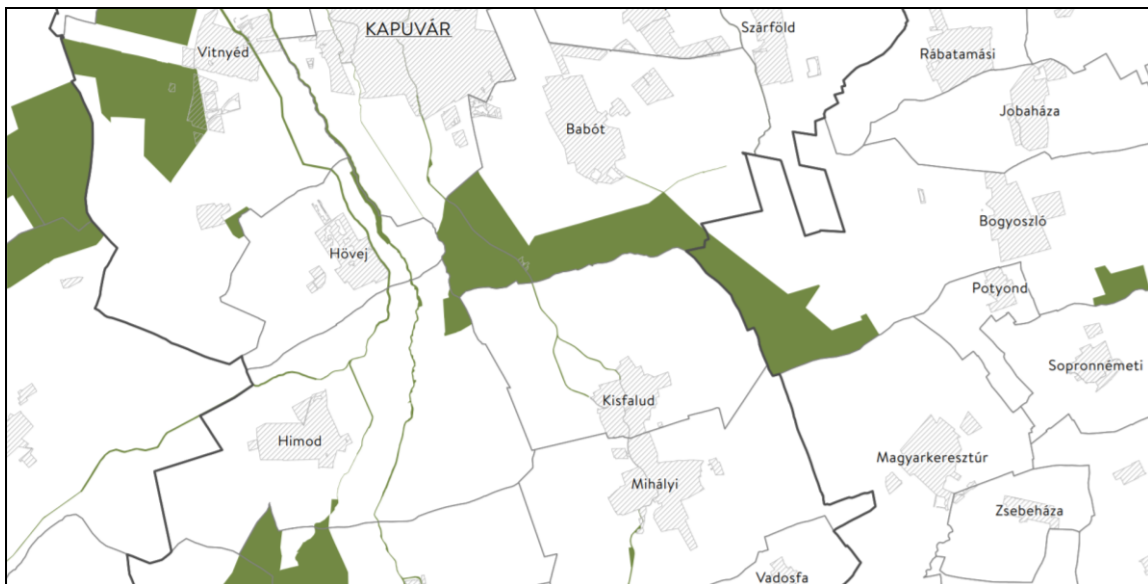 KAPUVÁR
Szárföld
Vitnyéd
Rábatamási
Jobaháza
Babót
Bogyoszló
Hövej
Potyond
Sopronnémeti
Kisfalud
Himod
Magyarkeresztúr
Mihályi
Zsebeháza
Vadosfa